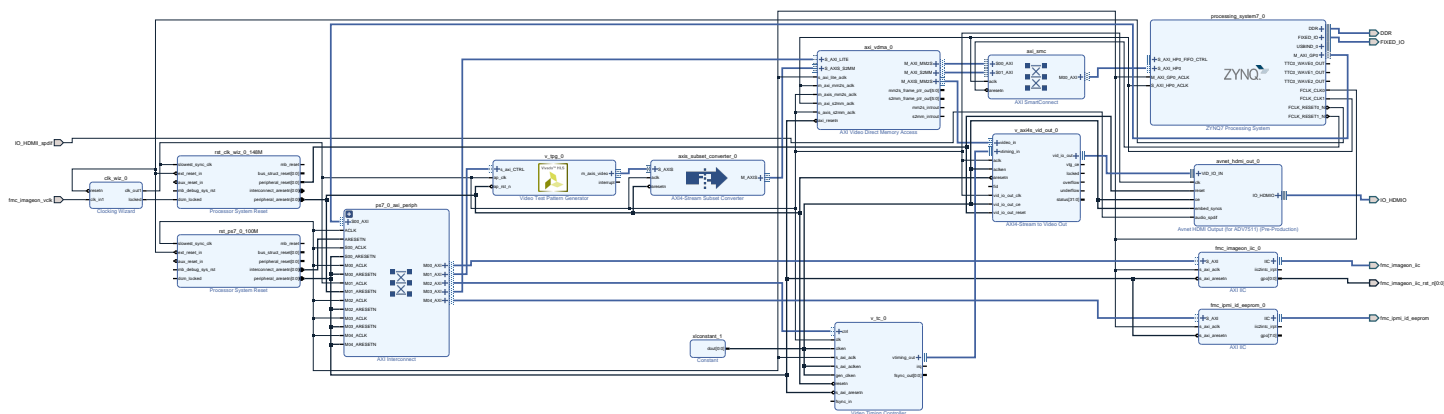 processing_system7_0
DDR
FIXED_IO
USBIND_0
M_AXI_GP0
TTC0_WAVE0_OUT
TTC0_WAVE1_OUT
TTC0_WAVE2_OUT
FCLK_CLK0
FCLK_CLK1
FCLK_RESET0_N
FCLK_RESET1_N
S_AXI_HP0_FIFO_CTRL
S_AXI_HP0
M_AXI_GP0_ACLK
S_AXI_HP0_ACLK
ZYNQ
ZYNQ7 Processing System
DDR
FIXED_IO
axi_vdma_0
S_AXI_LITE
S_AXIS_S2MM
s_axi_lite_aclk
m_axi_mm2s_aclk
m_axis_mm2s_aclk
m_axi_s2mm_aclk
s_axis_s2mm_aclk
axi_resetn
M_AXI_MM2S
M_AXI_S2MM
M_AXIS_MM2S
mm2s_frame_ptr_out[5:0]
s2mm_frame_ptr_out[5:0]
mm2s_introut
s2mm_introut
AXI Video Direct Memory Access
axi_smc
S00_AXI
S01_AXI
aclk
aresetn
M00_AXI
AXI SmartConnect
IO_HDMII_spdif
fmc_imageon_vclk
clk_wiz_0
resetn
clk_in1
clk_out1
locked
Clocking Wizard
rst_clk_wiz_0_148M
slowest_sync_clk
ext_reset_in
aux_reset_in
mb_debug_sys_rst
dcm_locked
mb_reset
bus_struct_reset[0:0]
peripheral_reset[0:0]
interconnect_aresetn[0:0]
peripheral_aresetn[0:0]
Processor System Reset
rst_ps7_0_100M
slowest_sync_clk
ext_reset_in
aux_reset_in
mb_debug_sys_rst
dcm_locked
mb_reset
bus_struct_reset[0:0]
peripheral_reset[0:0]
interconnect_aresetn[0:0]
peripheral_aresetn[0:0]
Processor System Reset
ps7_0_axi_periph
S00_AXI
ACLK
ARESETN
S00_ACLK
S00_ARESETN
M00_ACLK
M00_ARESETN
M01_ACLK
M01_ARESETN
M02_ACLK
M02_ARESETN
M03_ACLK
M03_ARESETN
M04_ACLK
M04_ARESETN
M00_AXI
M01_AXI
M02_AXI
M03_AXI
M04_AXI
AXI Interconnect
v_tpg_0
s_axi_CTRL
ap_clk
ap_rst_n
m_axis_video
interrupt
Video Test Pattern Generator
axis_subset_converter_0
S_AXIS
aclk
aresetn
M_AXIS
AXI4-Stream Subset Converter
v_axi4s_vid_out_0
video_in
vtiming_in
aclk
aclken
aresetn
fid
vid_io_out_clk
vid_io_out_ce
vid_io_out_reset
vid_io_out
vtg_ce
locked
overflow
underflow
status[31:0]
AXI4-Stream to Video Out
avnet_hdmi_out_0
VID_IO_IN
clk
reset
oe
embed_syncs
audio_spdif
IO_HDMIO
Avnet HDMI Output (for ADV7511) (Pre-Production)
IO_HDMIO
fmc_imageon_iic_0
S_AXI
s_axi_aclk
s_axi_aresetn
IIC
iic2intc_irpt
gpo[0:0]
AXI IIC
fmc_imageon_iic
fmc_imageon_iic_rst_n[0:0]
fmc_ipmi_id_eeprom_0
S_AXI
s_axi_aclk
s_axi_aresetn
IIC
iic2intc_irpt
gpo[7:0]
AXI IIC
fmc_ipmi_id_eeprom
xlconstant_1
dout[0:0]
Constant
v_tc_0
ctrl
clk
clken
s_axi_aclk
s_axi_aclken
gen_clken
resetn
s_axi_aresetn
fsync_in
vtiming_out
irq
fsync_out[0:0]
Video Timing Controller